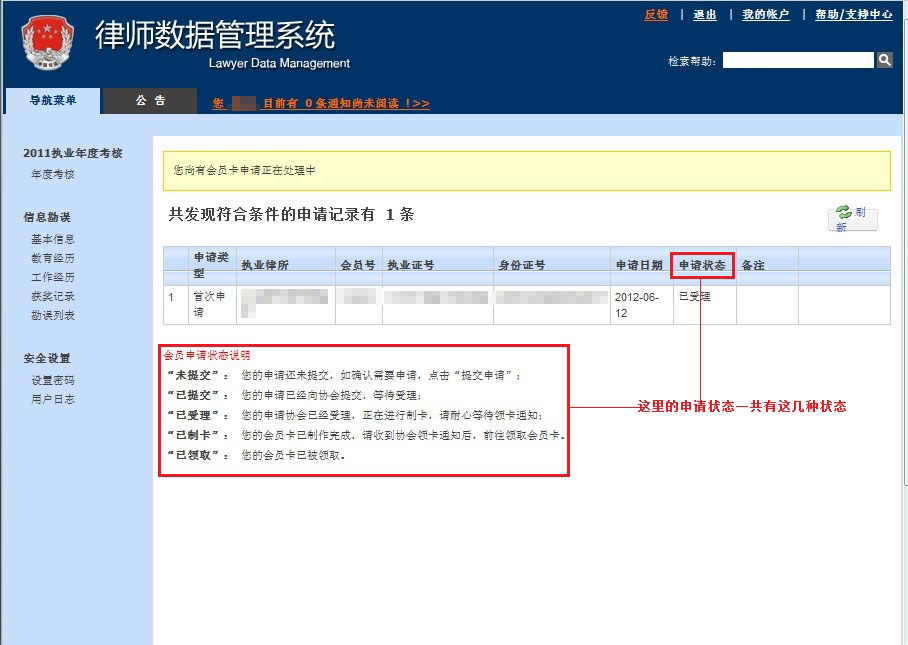 反馈 | 退出 | 我的帐户 | 帮助/支持中心
律师数据管理系统
Lawyer Data Management
检索帮助:
导航菜单
公 告
您 目前有 0 条通知尚未阅读 !>>
2011执业年度考核
年度考核
信息勘误
基本信息
教育经历
工作经历
获奖记录
勘误列表
安全设置
设置密码
用户日志
您尚有会员卡申请正在处理中
共发现符合条件的申请记录有 1 条
刷新
申请类型 执业律所 会员号 执业证号 身份证号 申请日期 申请状态 备注
1 首次申请 2012-06-12 已受理
会员申请状态说明
“未提交”： 您的申请还未提交，如确认需要申请，点击“提交申请”；
“已提交”： 您的申请已经向协会提交，等待受理；
“已受理”： 您的申请协会已经受理，正在进行制卡，请耐心等待领卡通知；
“已制卡”： 您的会员卡已制作完成，请收到协会领卡通知后，前往领取会员卡。
“已领取”： 您的会员卡已被领取。
这里的申请状态一共有这几种状态